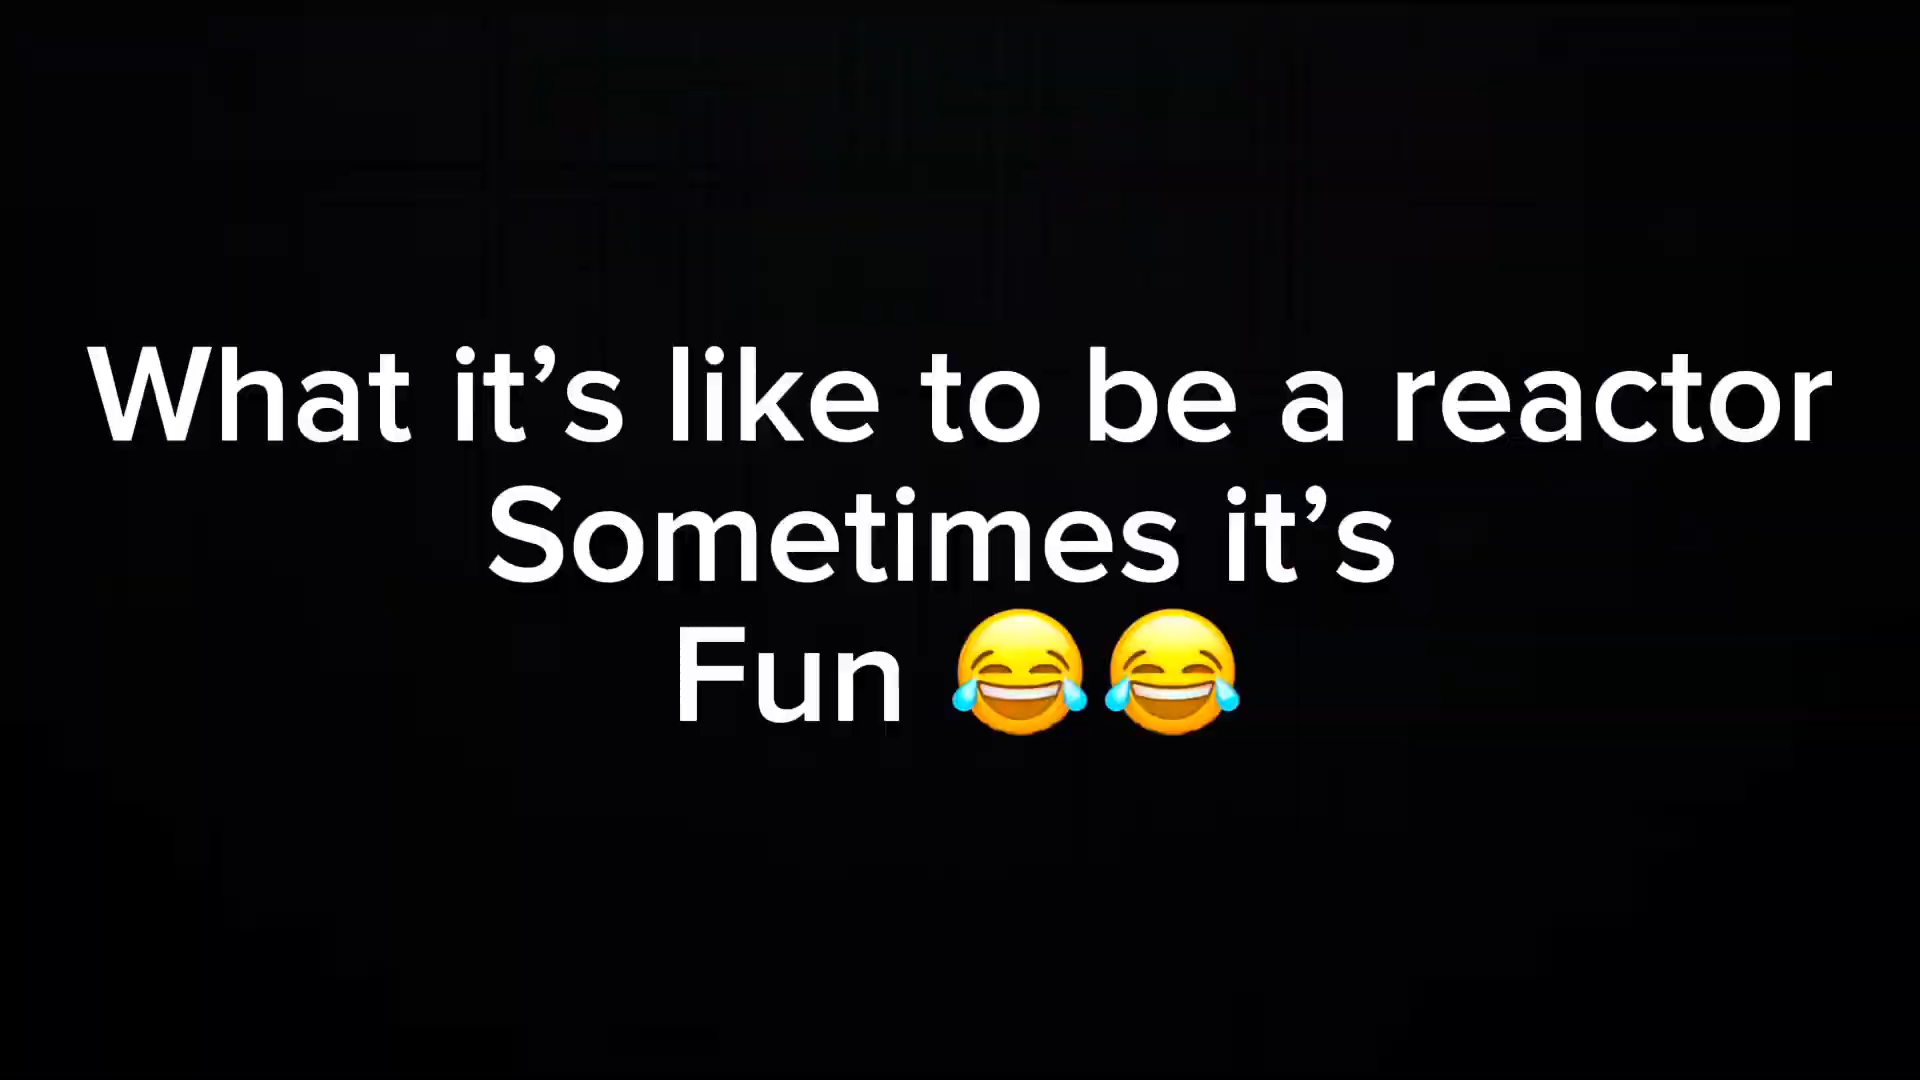 What it’s like to be a reactor
Sometimes it’s
Fun 😂😂